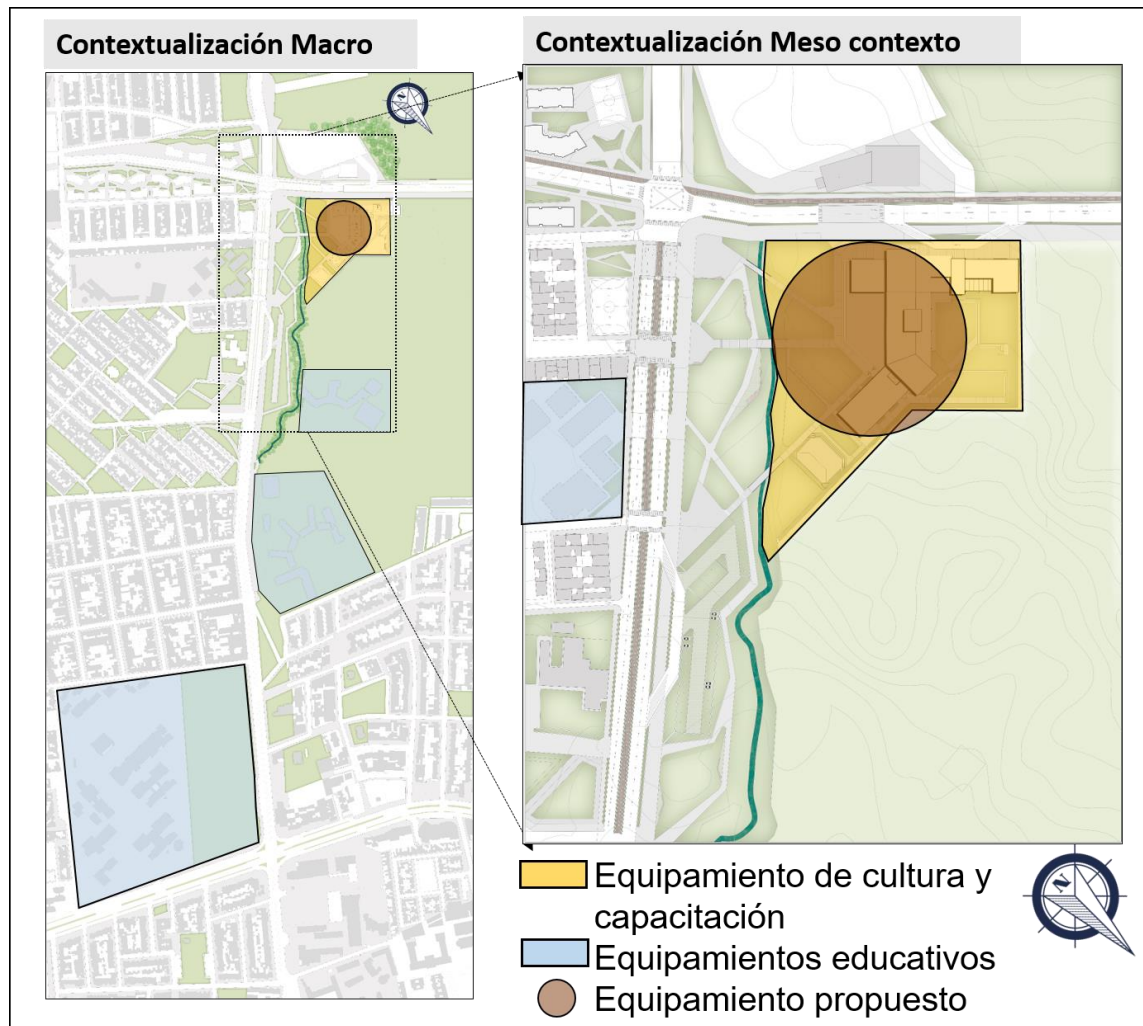 Contextualización Macro
Contextualización Meso contexto
N
Equipamiento de cultura y
capacitación
Equipamientos educativos
Equipamiento propuesto
N